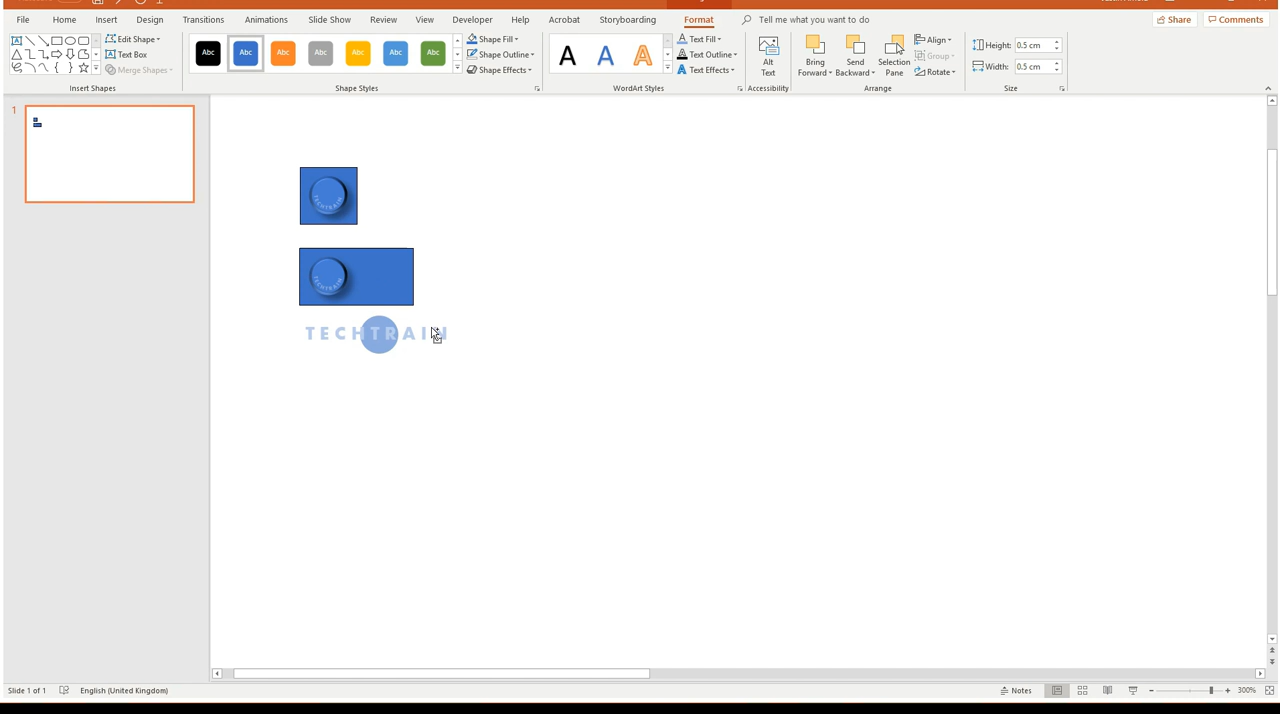 File Home Insert Design Transitions Animations Slide Show Review View Developer Help Acrobat Storyboarding Format Tell me what you want to do Share Comments
Edit Shape
Text Box
Merge Shapes
Insert Shapes
Abc Abc Abc Abc Abc Abc Abc
Shape Fill
Shape Outline
Shape Effects
Shape Styles
A A A
Text Fill
Text Outline
Text Effects
WordArt Styles
Alt Text
Accessibility
Bring Forward
Send Backward
Selection Pane
Align
Group
Rotate
Arrange
Height: 0.5 cm
Width: 0.5 cm
Size
1
TECHTRAIN
TECHTRAIN
TECHTRAIN
Slide 1 of 1 English (United Kingdom) Notes 300%